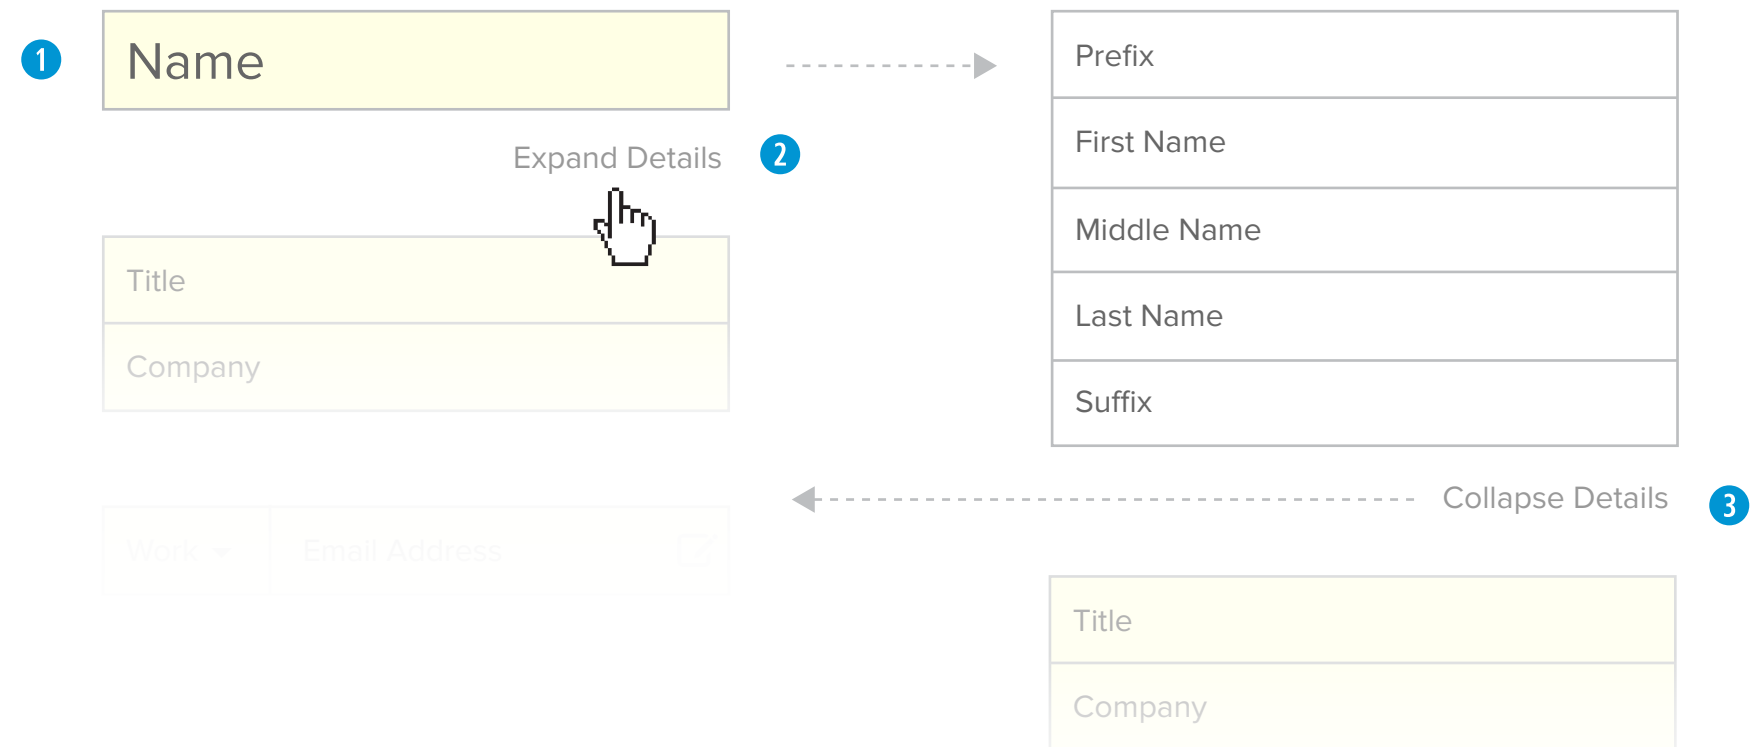 1
Name
Expand Details
2
Title
Company
Work
Email Address
Prefix
First Name
Middle Name
Last Name
Suffix
Collapse Details
3
Title
Company